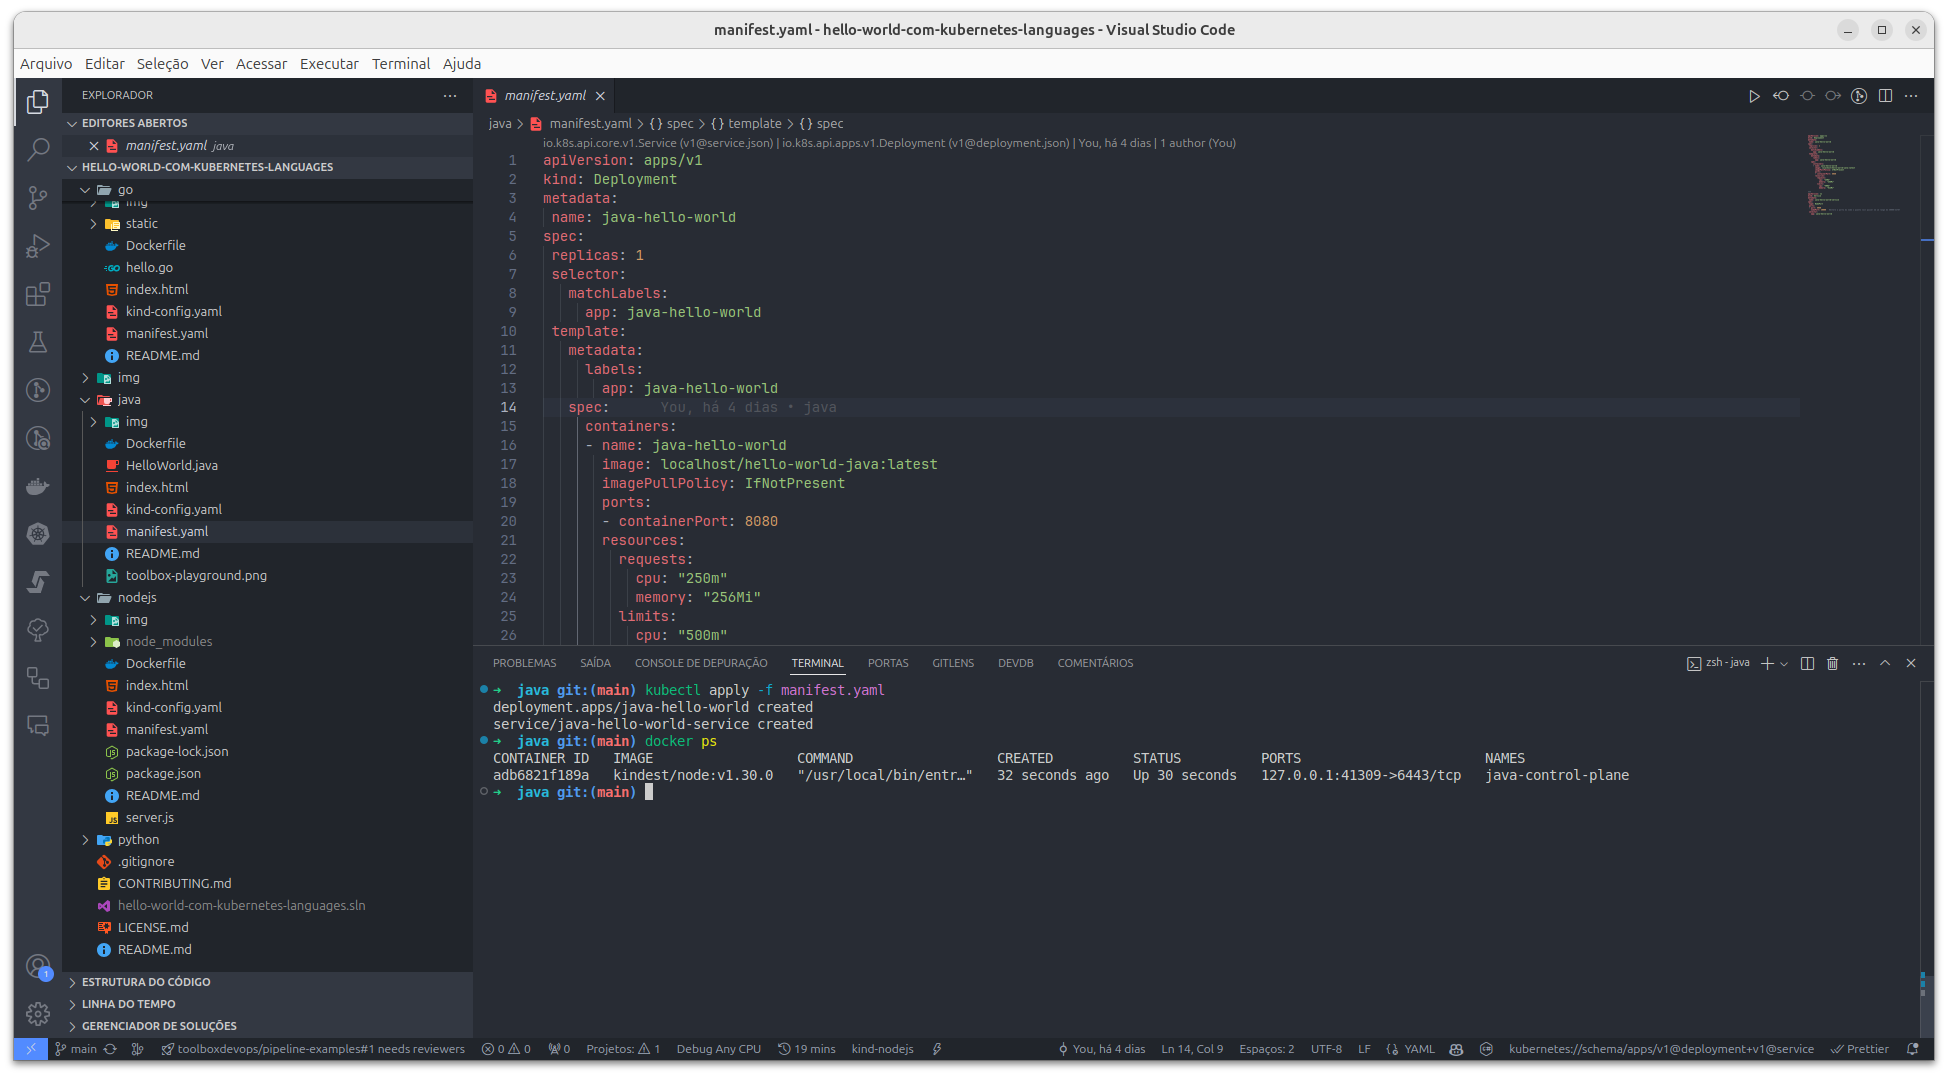 manifest.yaml - hello-world-com-kubernetes-languages - Visual Studio Code
Arquivo Editar Seleção Ver Acessar Executar Terminal Ajuda
EXPLORADOR
EDITORES ABERTOS
manifest.yaml java
HELLO-WORLD-COM-KUBERNETES-LANGUAGES
go
img
static
Dockerfile
hello.go
index.html
kind-config.yaml
manifest.yaml
README.md
img
java
img
Dockerfile
HelloWorld.java
index.html
kind-config.yaml
manifest.yaml
README.md
toolbox-playground.png
nodejs
img
node_modules
Dockerfile
index.html
kind-config.yaml
manifest.yaml
package-lock.json
package.json
README.md
server.js
python
.gitignore
CONTRIBUTING.md
hello-world-com-kubernetes-languages.sln
LICENSE.md
README.md
ESTRUTURA DO CÓDIGO
LINHA DO TEMPO
GERENCIADOR DE SOLUÇÕES
manifest.yaml
java > manifest.yaml > {} spec > {} template > {} spec
io.k8s.api.core.v1.Service (v1@service.json) | io.k8s.api.apps.v1.Deployment (v1@deployment.json) | You, há 4 dias | 1 author (You)
1 apiVersion: apps/v1
2 kind: Deployment
3 metadata:
4 name: java-hello-world
5 spec:
6 replicas: 1
7 selector:
8 matchLabels:
9 app: java-hello-world
10 template:
11 metadata:
12 labels:
13 app: java-hello-world
14 spec: You, há 4 dias • java
15 containers:
16 - name: java-hello-world
17 image: localhost/hello-world-java:latest
18 imagePullPolicy: IfNotPresent
19 ports:
20 - containerPort: 8080
21 resources:
22 requests:
23 cpu: "250m"
24 memory: "256Mi"
25 limits:
26 cpu: "500m"
PROBLEMAS SAÍDA CONSOLE DE DEPURAÇÃO TERMINAL PORTAS GITLENS DEVDB COMENTÁRIOS
zsh - java
➜ java git:(main) kubectl apply -f manifest.yaml
deployment.apps/java-hello-world created
service/java-hello-world-service created
➜ java git:(main) docker ps
CONTAINER ID IMAGE COMMAND CREATED STATUS PORTS NAMES
adb6821f189a kindest/node:v1.30.0 "/usr/local/bin/entr…" 32 seconds ago Up 30 seconds 127.0.0.1:41309->6443/tcp java-control-plane
➜ java git:(main)
1
main toolboxdevops/pipeline-examples#1 needs reviewers 0 0 0 Projetos: 1 Debug Any CPU 19 mins kind-nodejs You, há 4 dias Ln 14, Col 9 Espaços: 2 UTF-8 LF YAML kubernetes://schema/apps/v1@deployment+v1@service Prettier